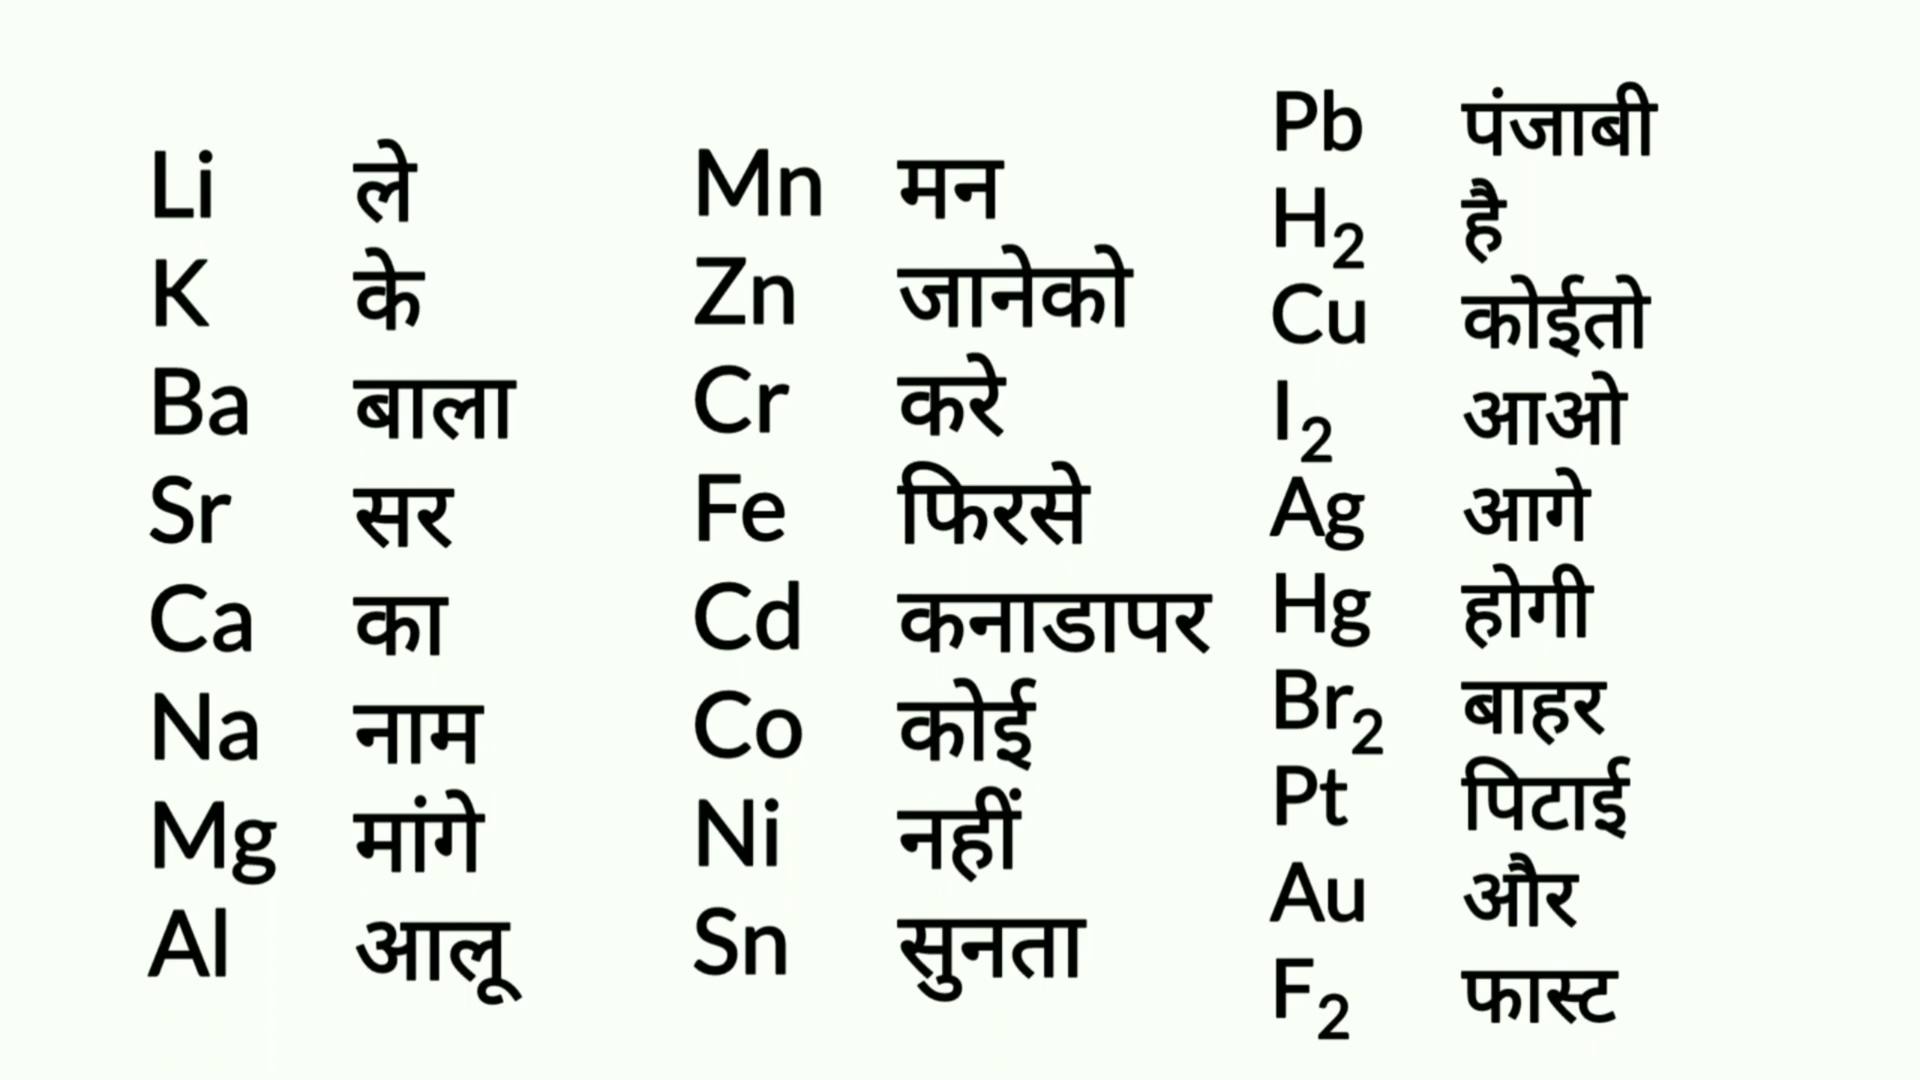 Li ले
K के
Ba बाला
Sr सर
Ca का
Na नाम
Mg मांगे
Al आलू
Mn मन
Zn जानेको
Cr करे
Fe फिरसे
Cd कनाडापर
Co कोई
Ni नहीं
Sn सुनता
Pb पंजाबी
H₂ है
Cu कोईतो
I₂ आओ
Ag आगे
Hg होगी
Br₂ बाहर
Pt पिटाई
Au और
F₂ फास्ट